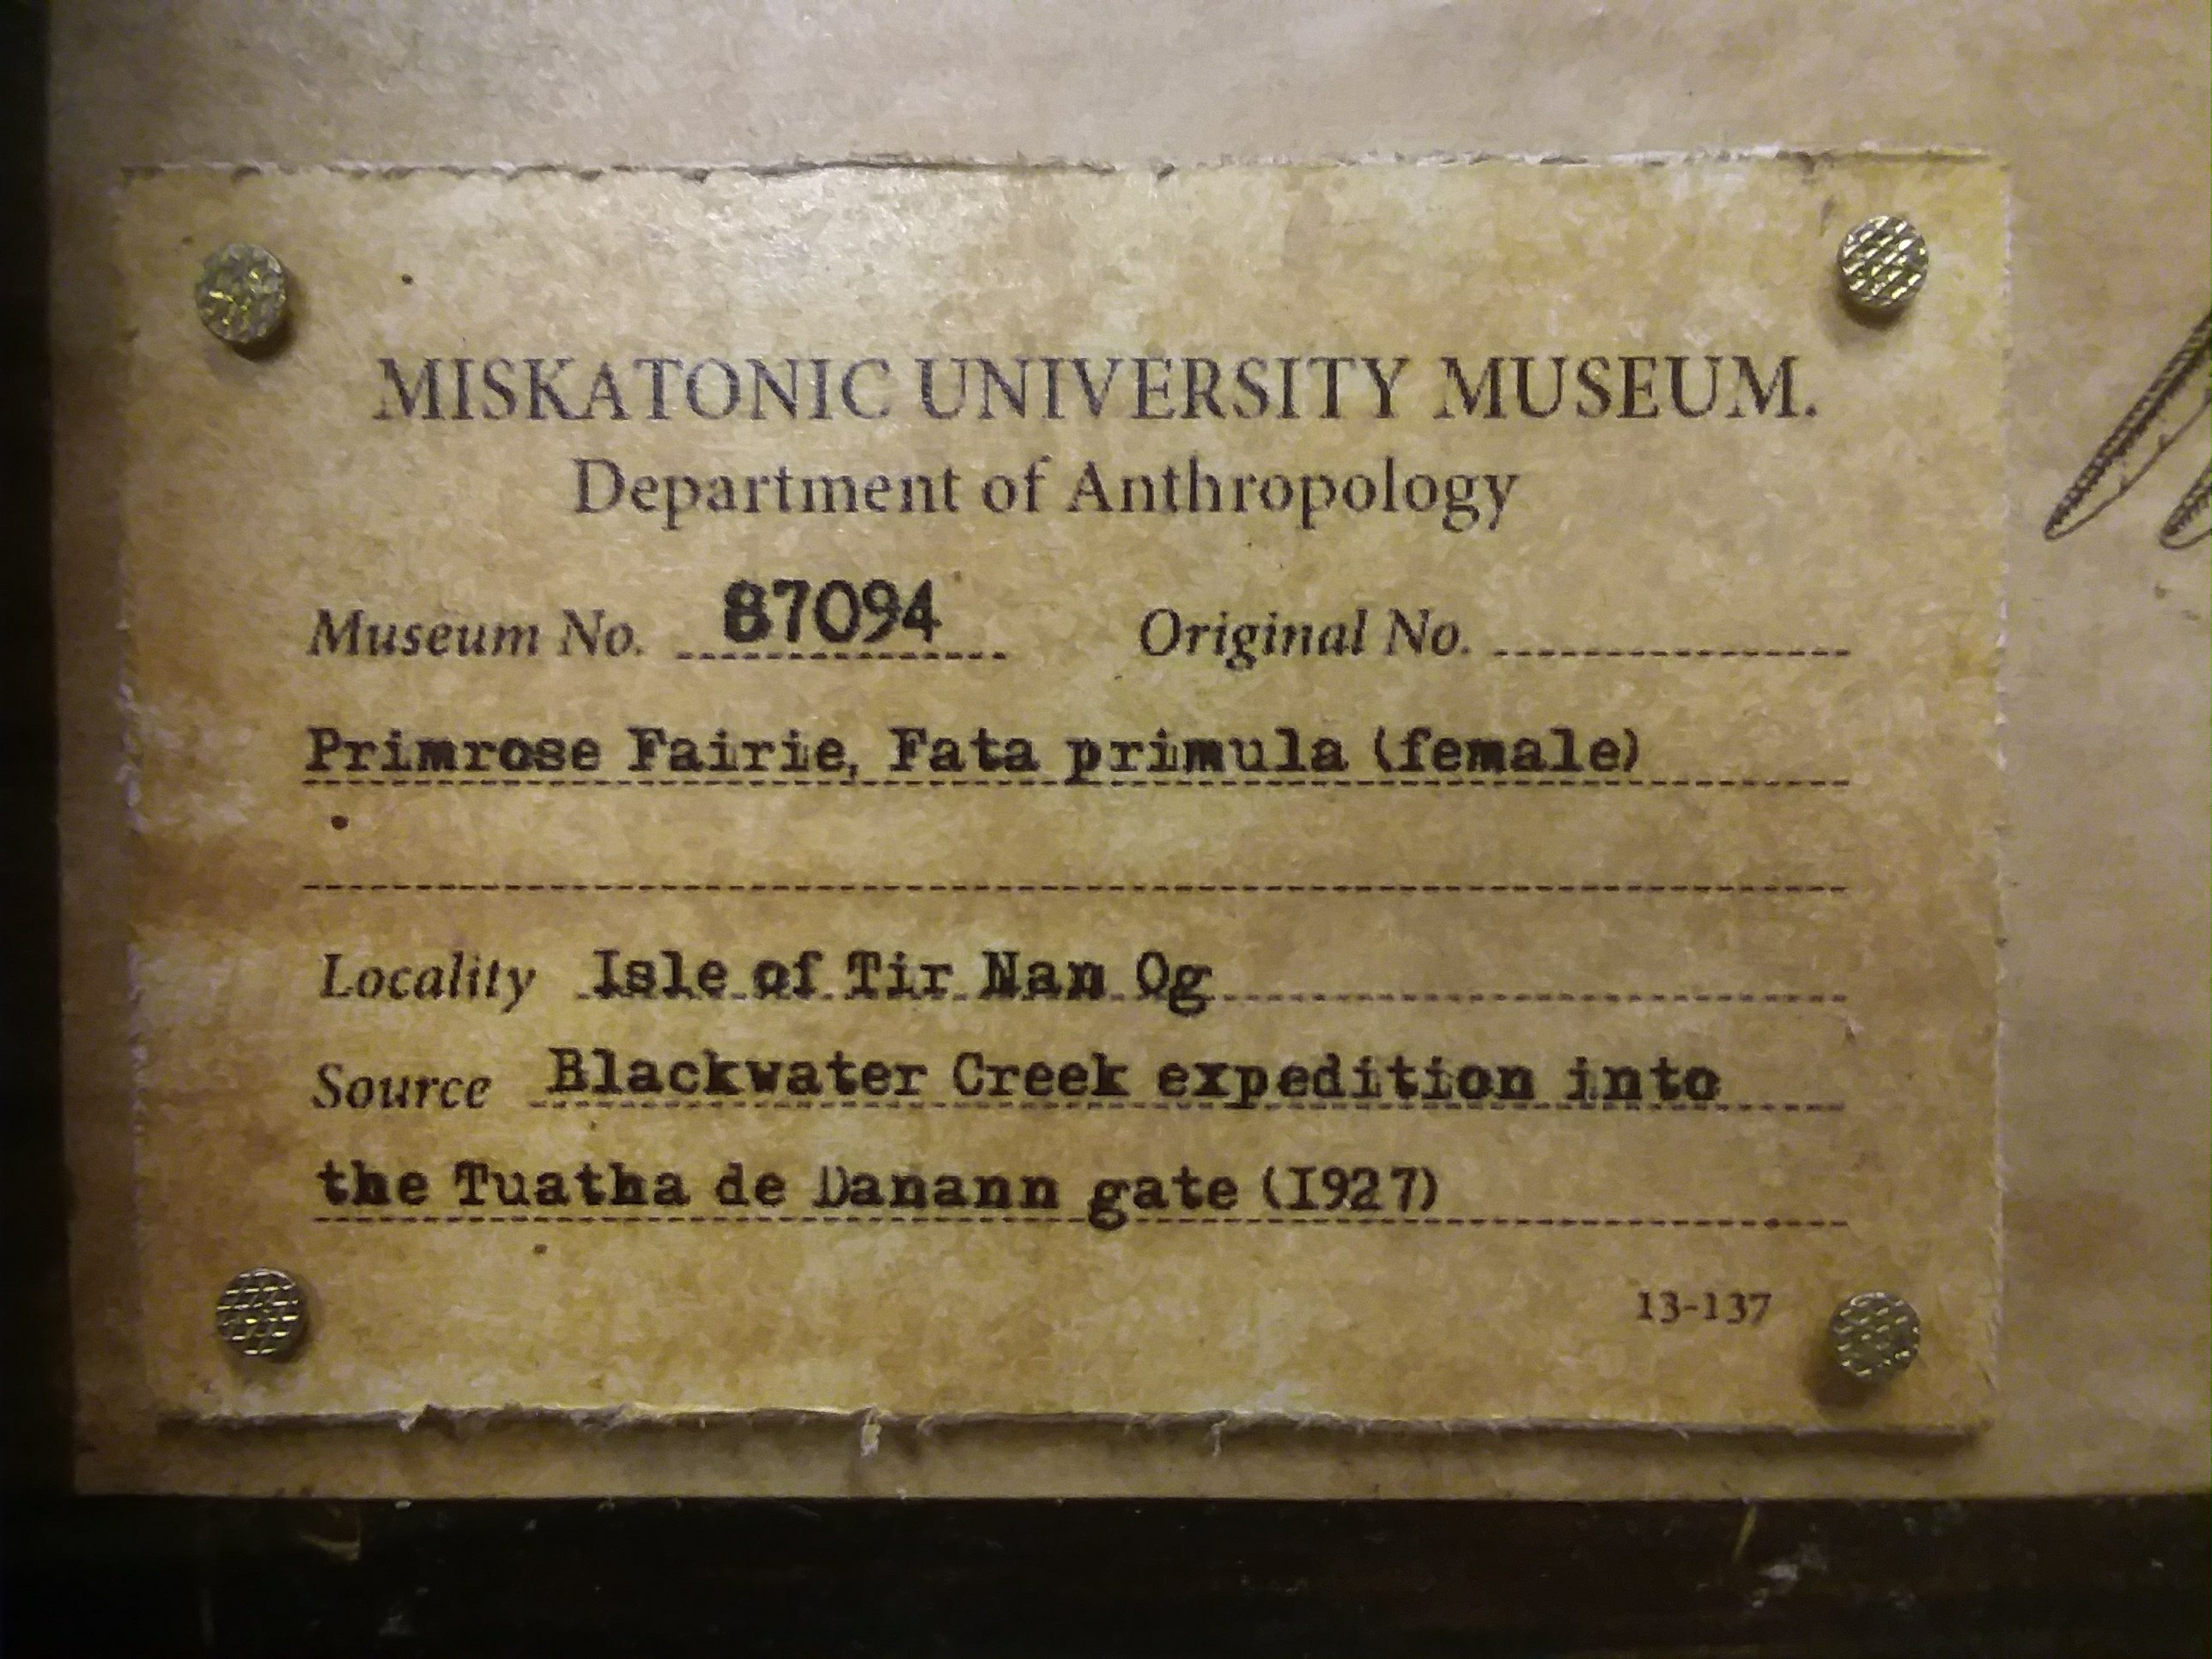 MISKATONIC UNIVERSITY MUSEUM.
Department of Anthropology
Museum No. 87094 Original No.
Primrose Fairie, Fata primula (female)
Locality Isle of Tir Nan Og
Source Blackwater Creek expedition into
the Tuatha de Danann gate (I927)
13-137